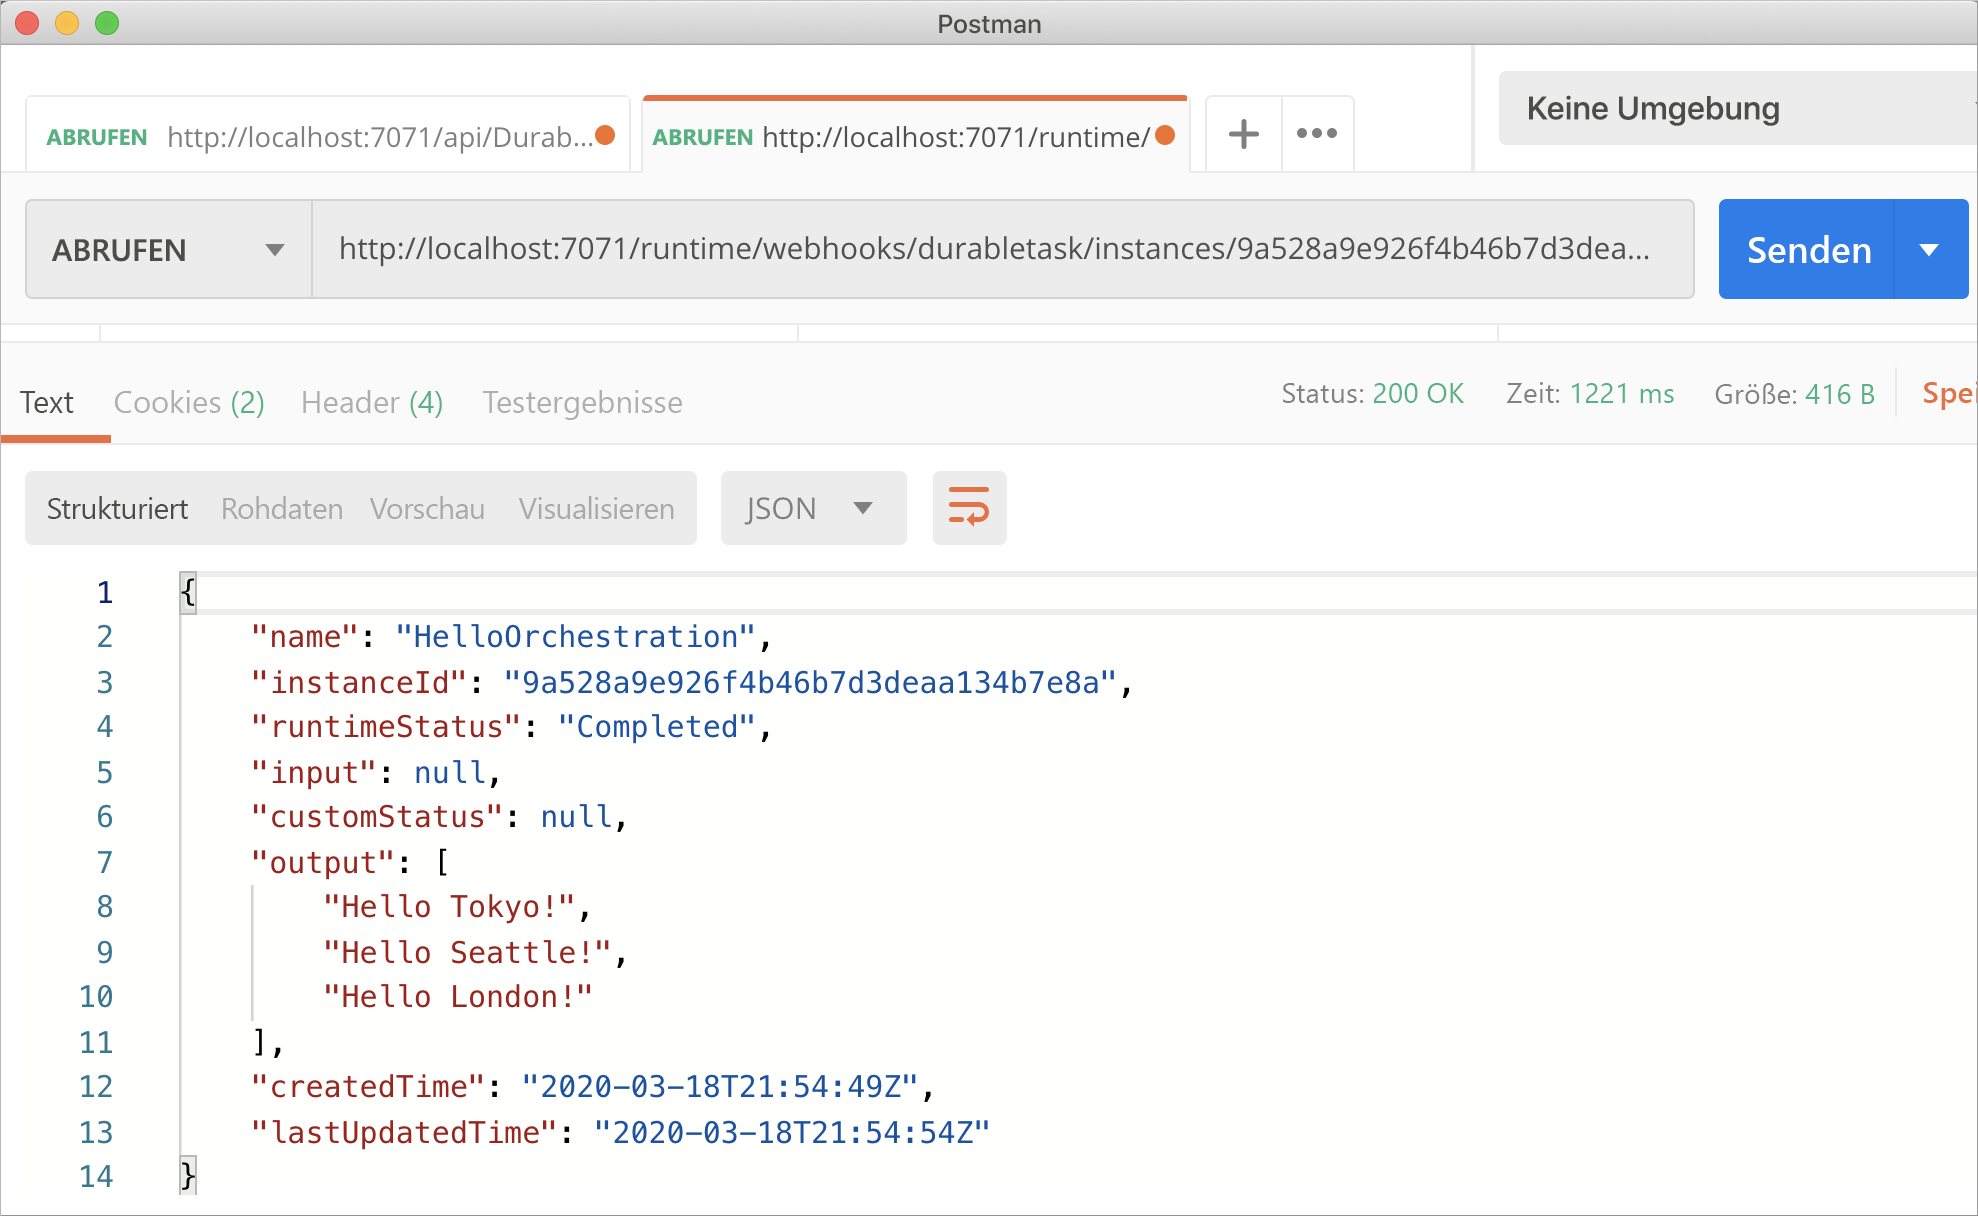 Postman
ABRUFEN http://localhost:7071/api/Durab... ABRUFEN http://localhost:7071/runtime/ + ••• Keine Umgebung
ABRUFEN http://localhost:7071/runtime/webhooks/durabletask/instances/9a528a9e926f4b46b7d3dea... Senden
Text Cookies (2) Header (4) Testergebnisse Status: 200 OK Zeit: 1221 ms Größe: 416 B Spei
Strukturiert Rohdaten Vorschau Visualisieren JSON
1 {
2 "name": "HelloOrchestration",
3 "instanceId": "9a528a9e926f4b46b7d3deaa134b7e8a",
4 "runtimeStatus": "Completed",
5 "input": null,
6 "customStatus": null,
7 "output": [
8 "Hello Tokyo!",
9 "Hello Seattle!",
10 "Hello London!"
11 ],
12 "createdTime": "2020-03-18T21:54:49Z",
13 "lastUpdatedTime": "2020-03-18T21:54:54Z"
14 }